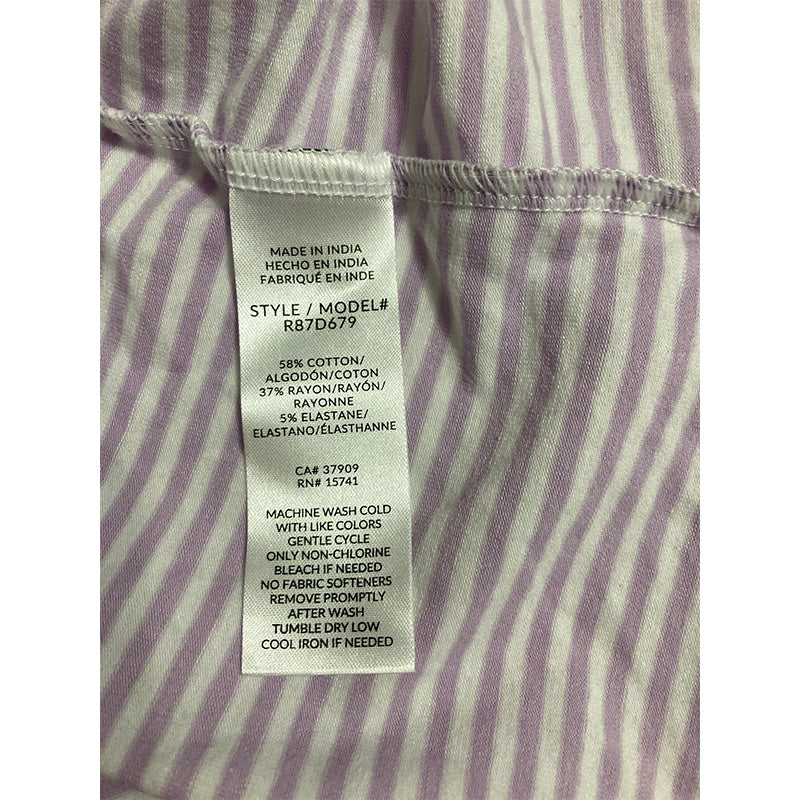 MADE IN INDIA
HECHO EN INDIA
FABRIQUÉ EN INDE
STYLE / MODEL#
R87D679
58% COTTON/
ALGODÓN/COTON
37% RAYON/RAYÓN/
RAYONNE
5% ELASTANE/
ELASTANO/ÉLASTHANNE
CA# 37909
RN# 15741
MACHINE WASH COLD
WITH LIKE COLORS
GENTLE CYCLE
ONLY NON-CHLORINE
BLEACH IF NEEDED
NO FABRIC SOFTENERS
REMOVE PROMPTLY
AFTER WASH
TUMBLE DRY LOW
COOL IRON IF NEEDED